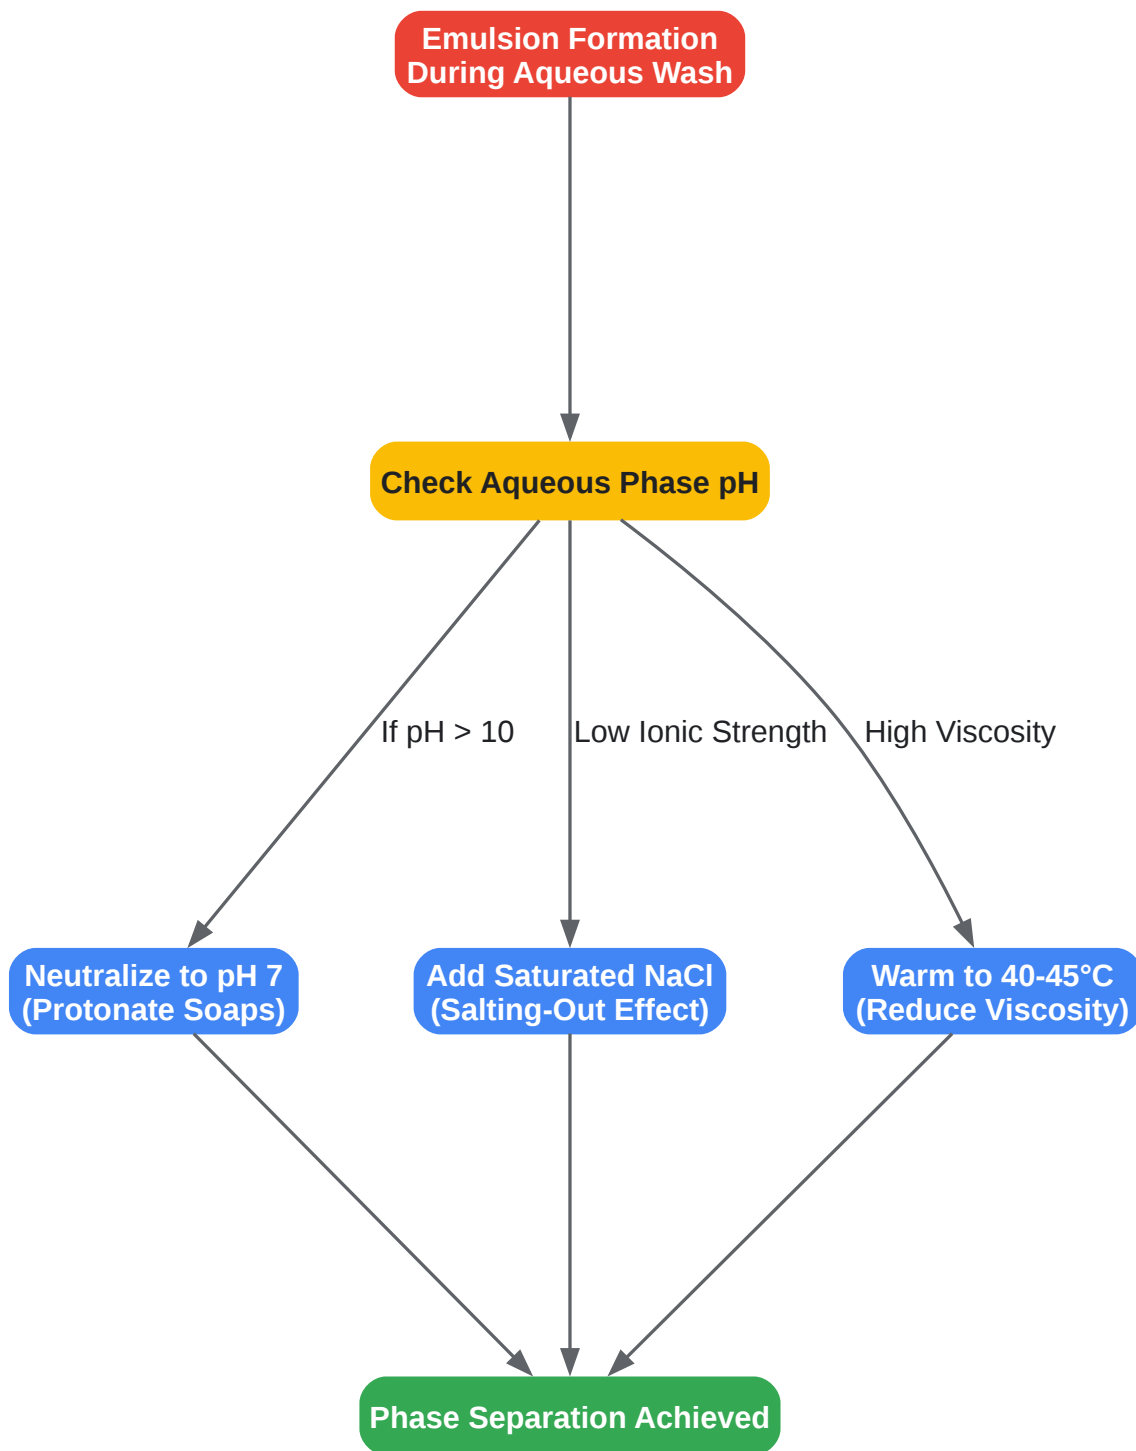 Emulsion Formation
During Aqueous Wash
Check Aqueous Phase pH
If pH > 10
Low Ionic Strength
High Viscosity
Neutralize to pH 7
(Protonate Soaps)
Add Saturated NaCl
(Salting-Out Effect)
Warm to 40-45°C
(Reduce Viscosity)
Phase Separation Achieved